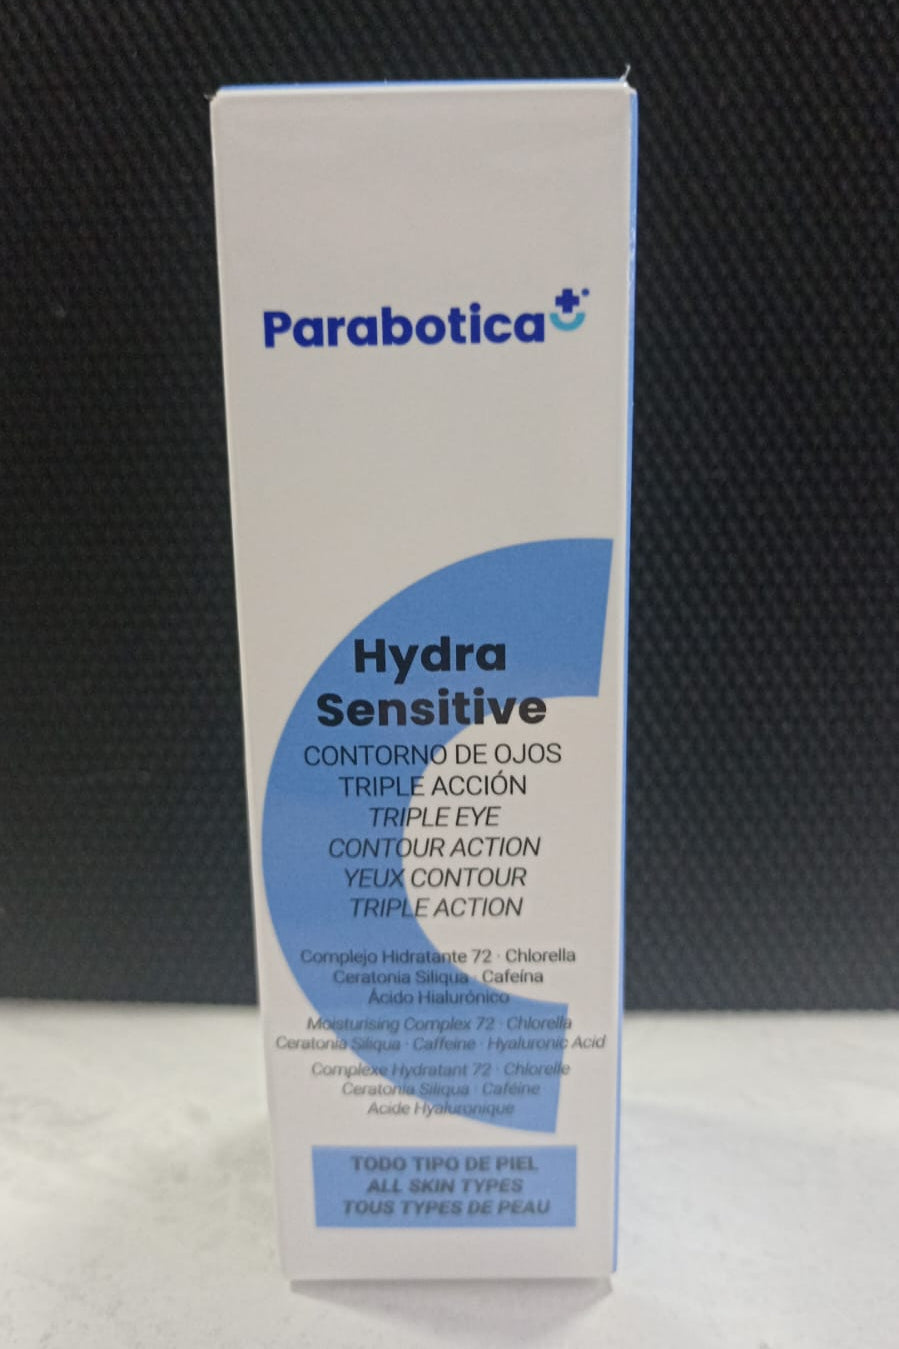 Parabotica
Hydra
Sensitive
CONTORNO DE OJOS
TRIPLE ACCIÓN
TRIPLE EYE
CONTOUR ACTION
YEUX CONTOUR
TRIPLE ACTION
Complejo Hidratante 72 · Chlorella
Ceratonia Siliqua · Cafeína
Ácido Hialurónico
Moisturising Complex 72 · Chlorella
Ceratonia Siliqua · Caffeine · Hyaluronic Acid
Complexe Hydratant 72 · Chlorelle
Ceratonia Siliqua · Caféine
Acide Hyaluronique
TODO TIPO DE PIEL
ALL SKIN TYPES
TOUS TYPES DE PEAU